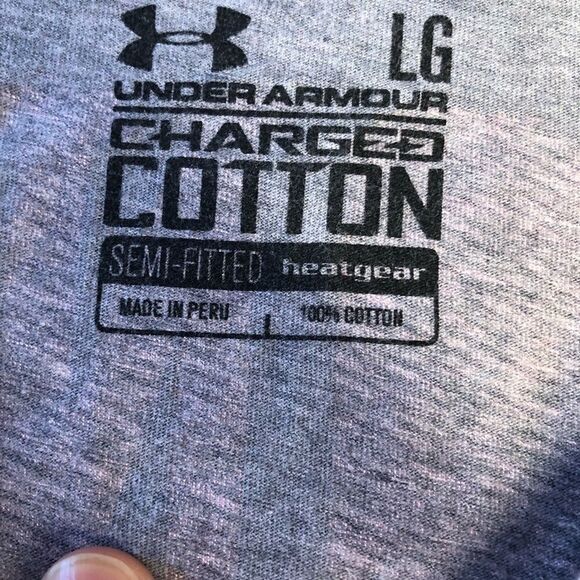 LG
UNDER ARMOUR
CHARGED
COTTON
SEMI-FITTED heatgear
MADE IN PERU 100% COTTON